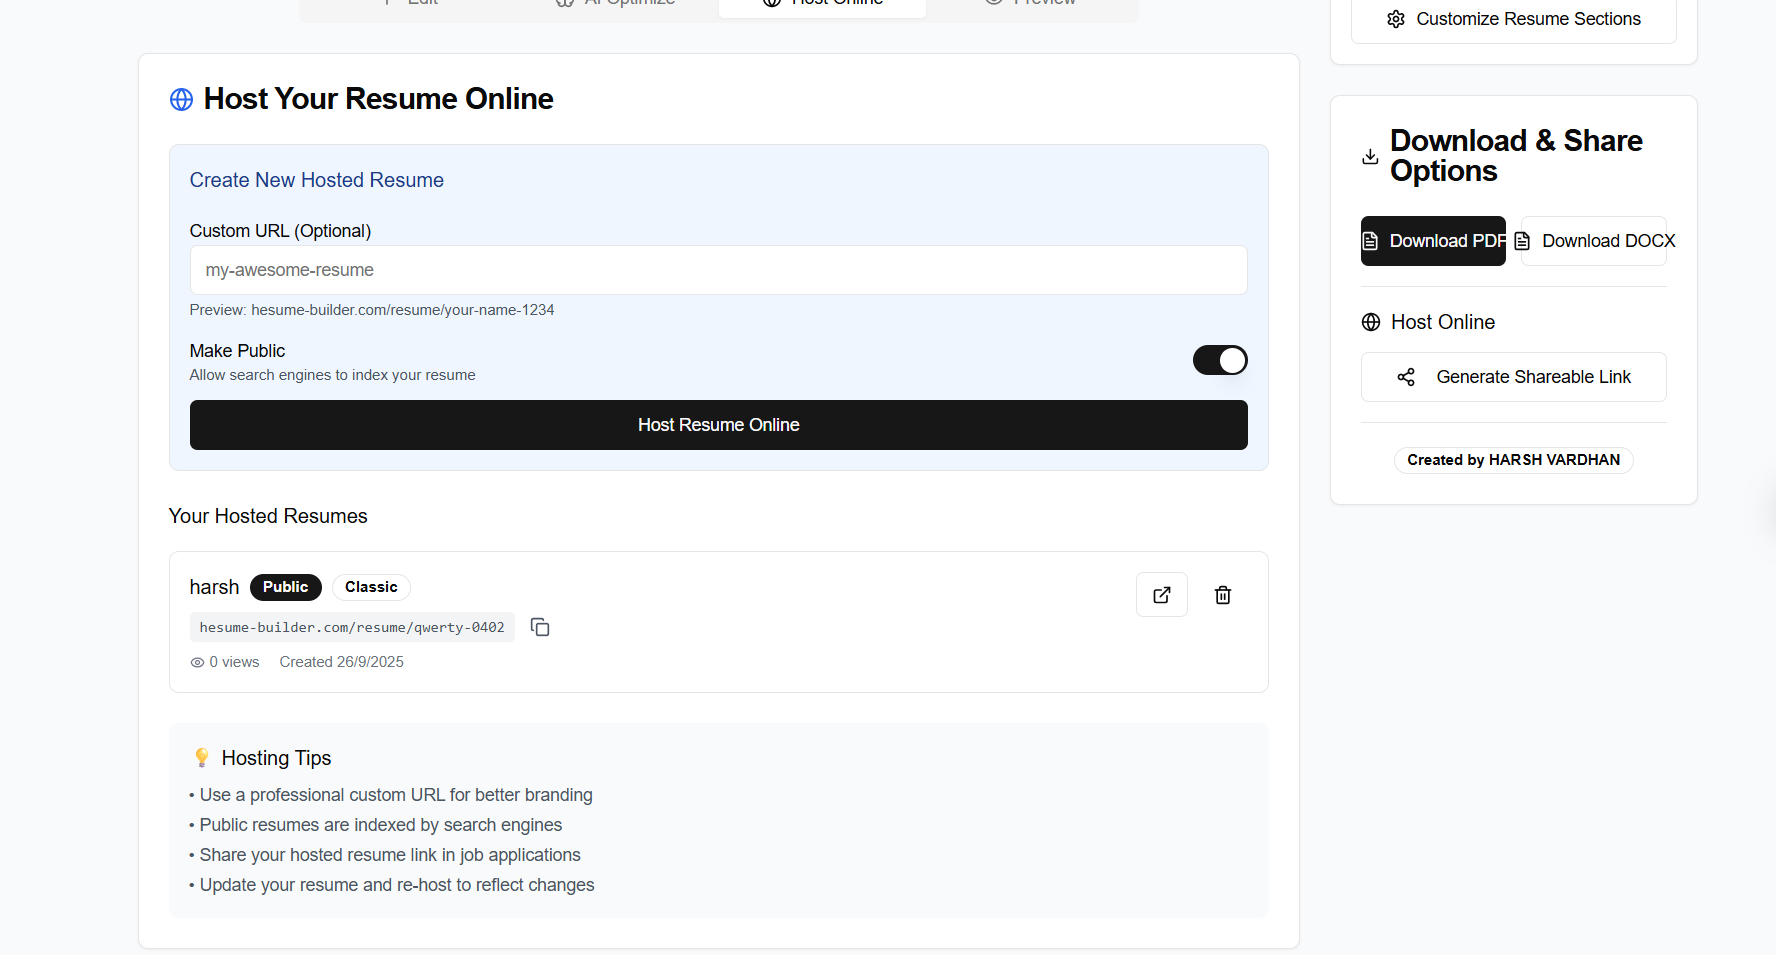 Edit
AI Optimize
Host Online
Preview
Host Your Resume Online
Create New Hosted Resume
Custom URL (Optional)
my-awesome-resume
Preview: hesume-builder.com/resume/your-name-1234
Make Public
Allow search engines to index your resume
Host Resume Online
Your Hosted Resumes
harsh Public Classic
hesume-builder.com/resume/qwerty-0402
0 views Created 26/9/2025
💡 Hosting Tips
• Use a professional custom URL for better branding
• Public resumes are indexed by search engines
• Share your hosted resume link in job applications
• Update your resume and re-host to reflect changes
Customize Resume Sections
Download & Share
Options
Download PDF
Download DOCX
Host Online
Generate Shareable Link
Created by HARSH VARDHAN